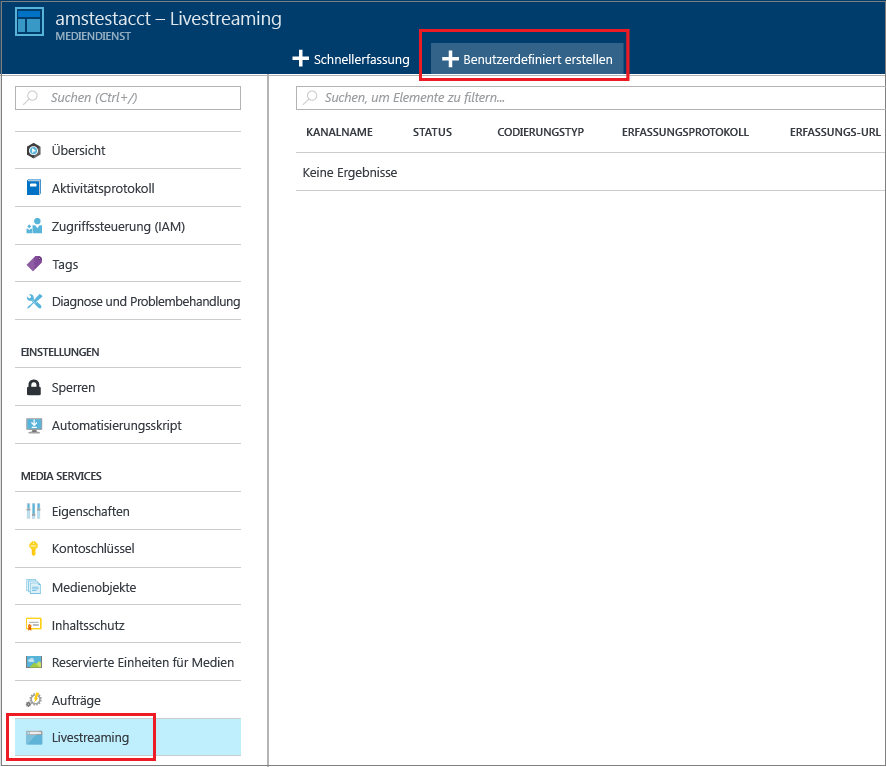 amstestacct – Livestreaming
MEDIENDIENST
Schnellerfassung
Benutzerdefiniert erstellen
Suchen (Ctrl+/)
Übersicht
Aktivitätsprotokoll
Zugriffssteuerung (IAM)
Tags
Diagnose und Problembehandlung
EINSTELLUNGEN
Sperren
Automatisierungsskript
MEDIA SERVICES
Eigenschaften
Kontoschlüssel
Medienobjekte
Inhaltsschutz
Reservierte Einheiten für Medien
Aufträge
Livestreaming
Suchen, um Elemente zu filtern...
KANALNAME STATUS CODIERUNGSTYP ERFASSUNGSPROTOKOLL ERFASSUNGS-URL
Keine Ergebnisse